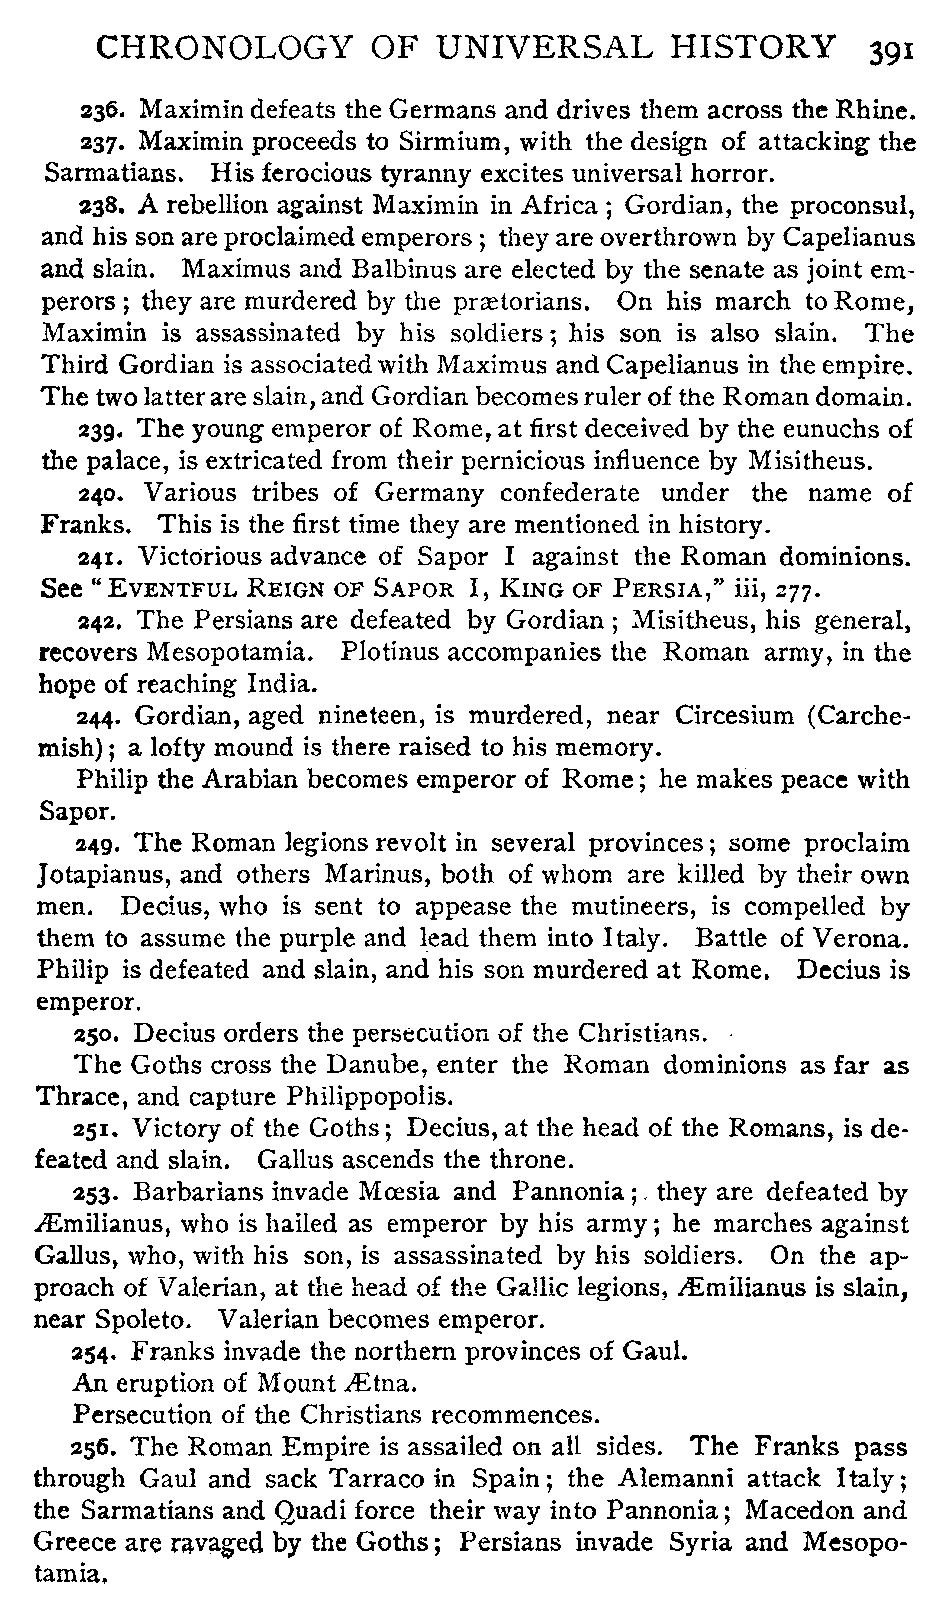 CHRONOLOGY OF UNIVERSAL HISTORY 391
236. Maximin defeats the Germans and drives them across the Rhine.
237. Maximin proceeds to Sirmium, with the design of attacking the
Sarmatians. His ferocious tyranny excites universal horror.
238. A rebellion against Maximin in Africa; Gordian, the proconsul,
and his son are proclaimed emperors; they are overthrown by Capelianus
and slain. Maximus and Balbinus are elected by the senate as joint em-
perors; they are murdered by the prætorians. On his march to Rome,
Maximin is assassinated by his soldiers; his son is also slain. The
Third Gordian is associated with Maximus and Capelianus in the empire.
The two latter are slain, and Gordian becomes ruler of the Roman domain.
239. The young emperor of Rome, at first deceived by the eunuchs of
the palace, is extricated from their pernicious influence by Misitheus.
240. Various tribes of Germany confederate under the name of
Franks. This is the first time they are mentioned in history.
241. Victorious advance of Sapor I against the Roman dominions.
See "EVENTFUL REIGN OF SAPOR I, KING OF PERSIA," iii, 277.
242. The Persians are defeated by Gordian; Misitheus, his general,
recovers Mesopotamia. Plotinus accompanies the Roman army, in the
hope of reaching India.
244. Gordian, aged nineteen, is murdered, near Circesium (Carche-
mish); a lofty mound is there raised to his memory.
Philip the Arabian becomes emperor of Rome; he makes peace with
Sapor.
249. The Roman legions revolt in several provinces; some proclaim
Jotapianus, and others Marinus, both of whom are killed by their own
men. Decius, who is sent to appease the mutineers, is compelled by
them to assume the purple and lead them into Italy. Battle of Verona.
Philip is defeated and slain, and his son murdered at Rome. Decius is
emperor.
250. Decius orders the persecution of the Christians.
The Goths cross the Danube, enter the Roman dominions as far as
Thrace, and capture Philippopolis.
251. Victory of the Goths; Decius, at the head of the Romans, is de-
feated and slain. Gallus ascends the throne.
253. Barbarians invade Mœsia and Pannonia; they are defeated by
Æmilianus, who is hailed as emperor by his army; he marches against
Gallus, who, with his son, is assassinated by his soldiers. On the ap-
proach of Valerian, at the head of the Gallic legions, Æmilianus is slain,
near Spoleto. Valerian becomes emperor.
254. Franks invade the northern provinces of Gaul.
An eruption of Mount Ætna.
Persecution of the Christians recommences.
256. The Roman Empire is assailed on all sides. The Franks pass
through Gaul and sack Tarraco in Spain; the Alemanni attack Italy;
the Sarmatians and Quadi force their way into Pannonia; Macedon and
Greece are ravaged by the Goths; Persians invade Syria and Mesopo-
tamia.